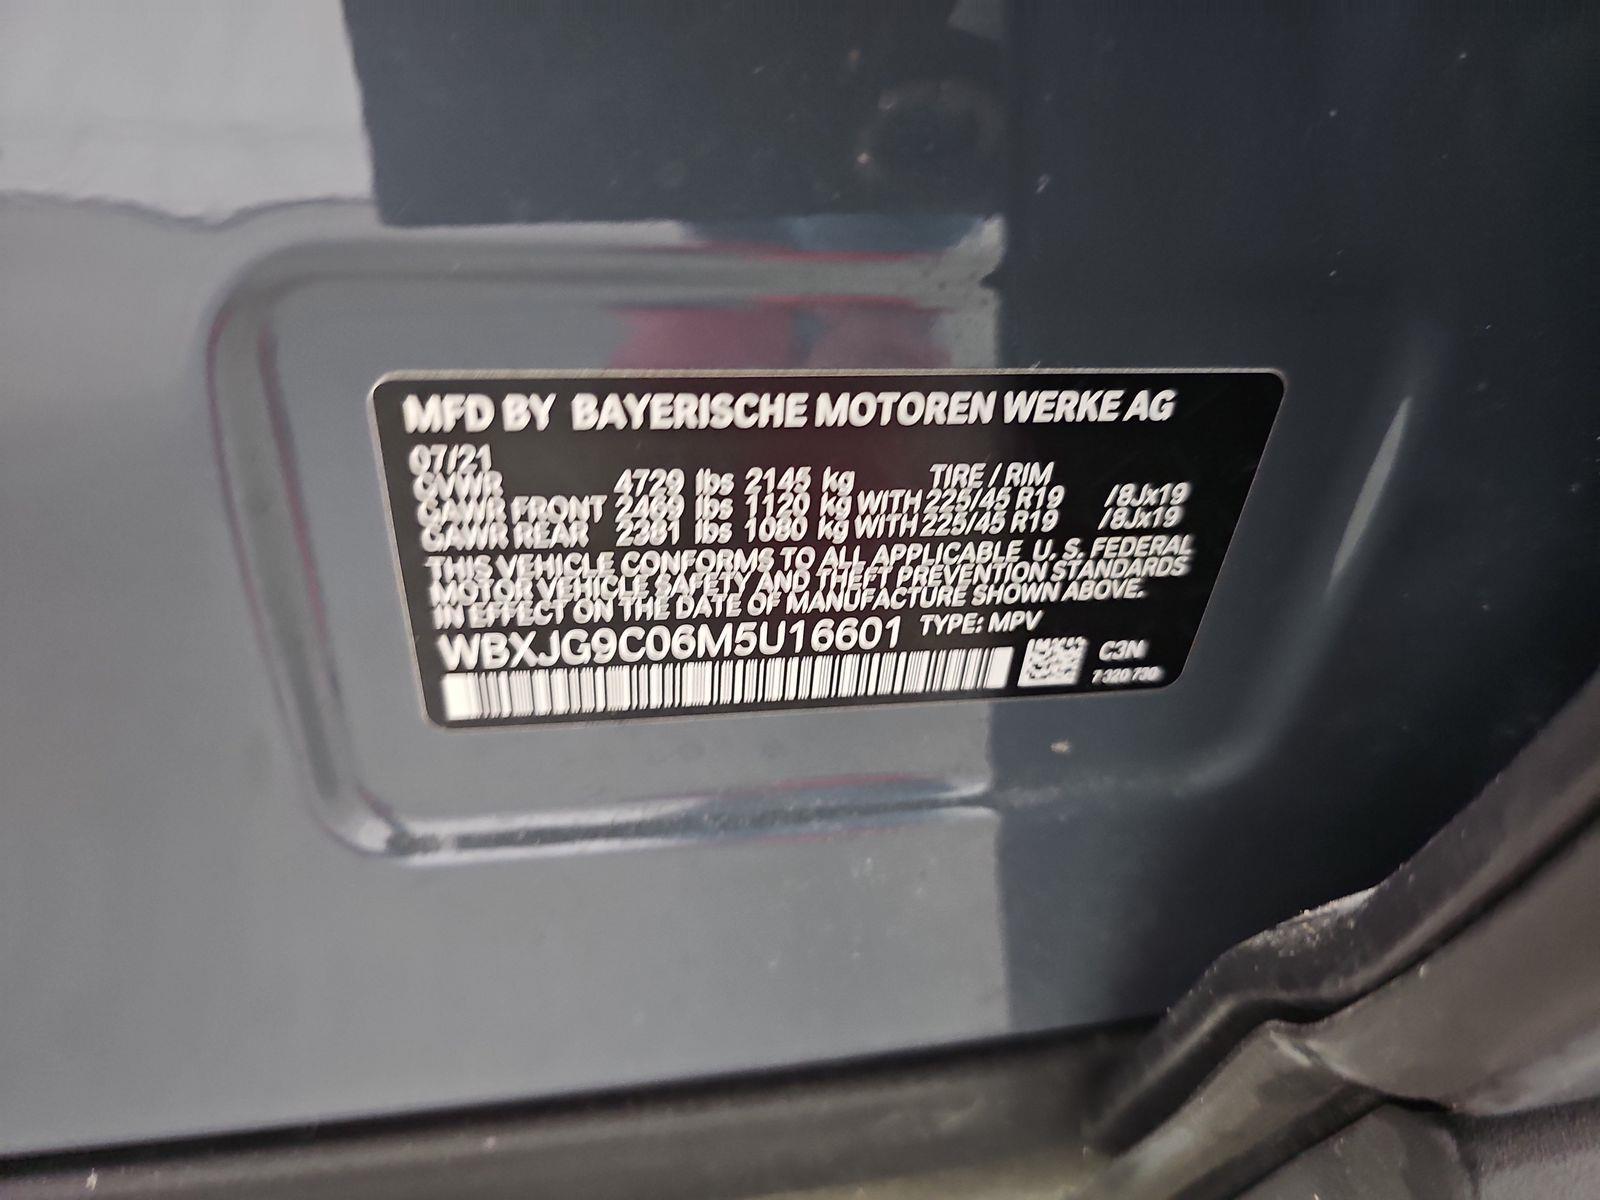 MFD BY BAYERISCHE MOTOREN WERKE AG
07/21
GVWR 4729 lbs 2145 kg TIRE / RIM
GAWR FRONT 2469 lbs 1120 kg WITH 225/45 R19 /8Jx19
GAWR REAR 2381 lbs 1080 kg WITH 225/45 R19 /8Jx19
THIS VEHICLE CONFORMS TO ALL APPLICABLE U. S. FEDERAL
MOTOR VEHICLE SAFETY AND THEFT PREVENTION STANDARDS
IN EFFECT ON THE DATE OF MANUFACTURE SHOWN ABOVE.
WBXJG9C06M5U16601 TYPE: MPV
C3N